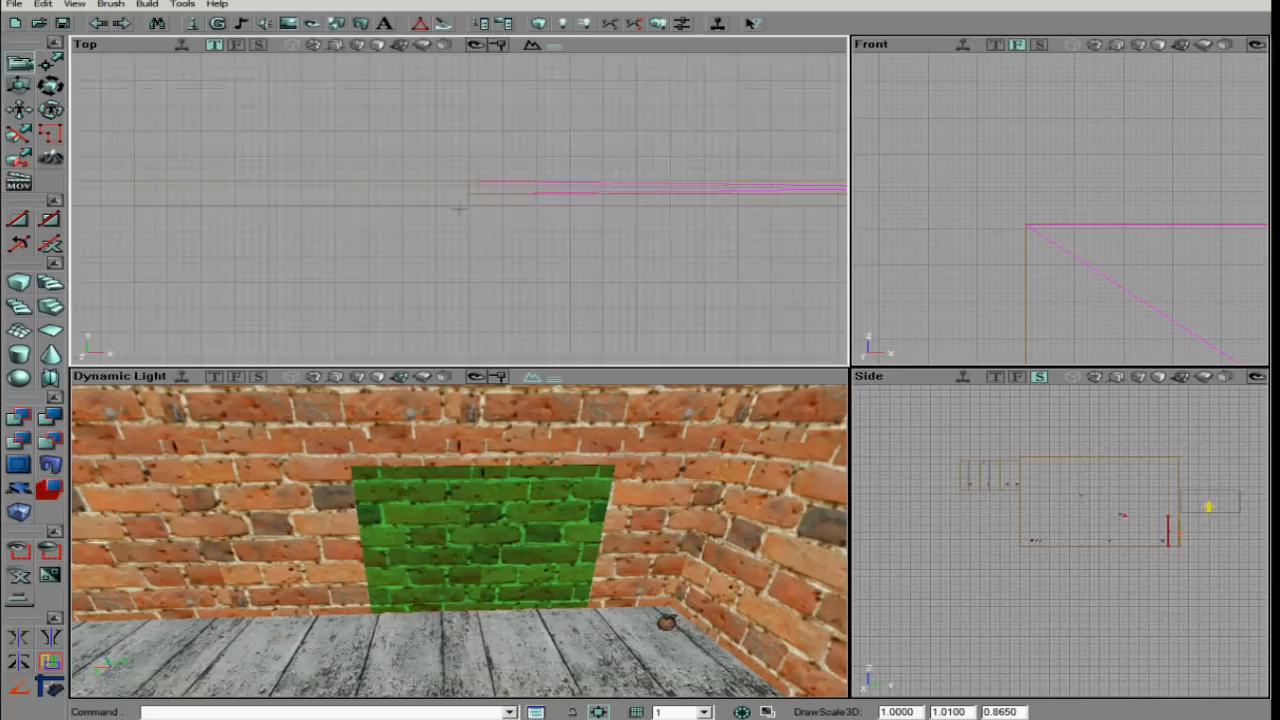 File Edit View Brush Build Tools Help
A ?
MOV
Top T F S
Front T F S
Z X
Z X
Dynamic Light T F S
Side T F S
Z
Command : 1 DrawScale3D: 1.0000 1.0100 0.8650